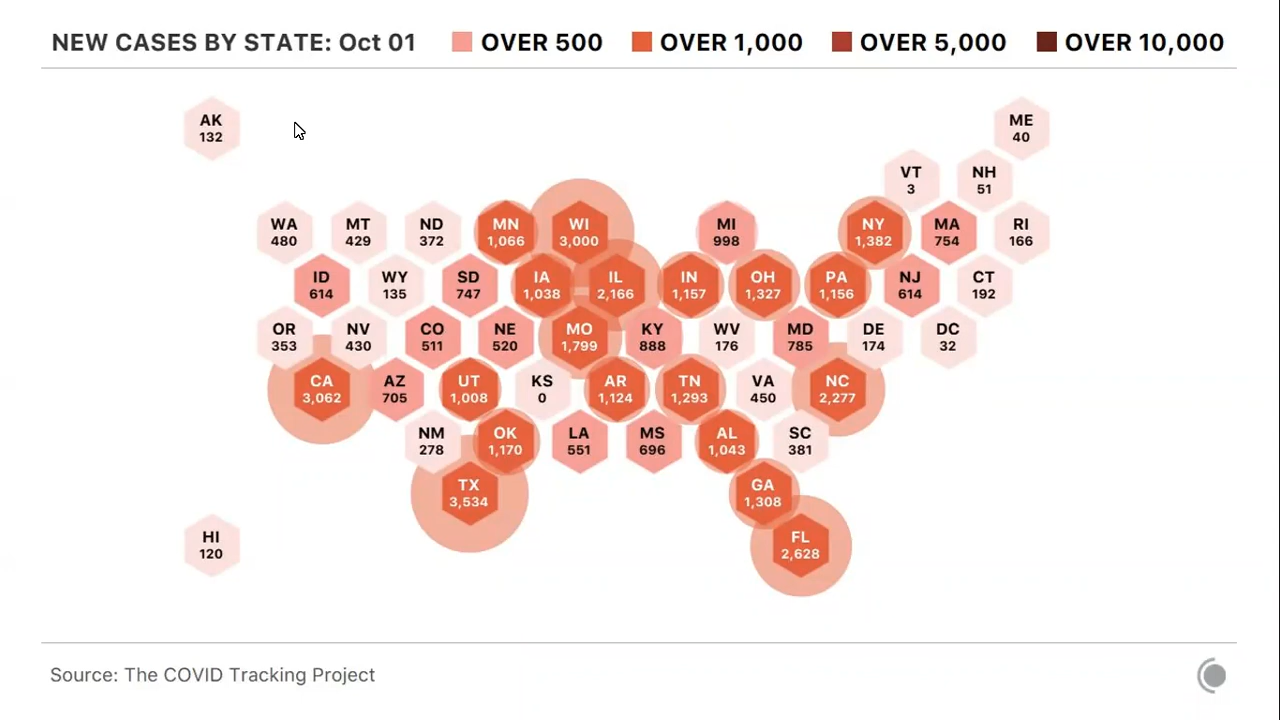 NEW CASES BY STATE: Oct 01 OVER 500 OVER 1,000 OVER 5,000 OVER 10,000
AK
132
ME
40
VT
3
NH
51
WA
480
MT
429
ND
372
MN
1,066
WI
3,000
MI
998
NY
1,382
MA
754
RI
166
ID
614
WY
135
SD
747
IA
1,038
IL
2,166
IN
1,157
OH
1,327
PA
1,156
NJ
614
CT
192
OR
353
NV
430
CO
511
NE
520
MO
1,799
KY
888
WV
176
MD
785
DE
174
DC
32
CA
3,062
AZ
705
UT
1,008
KS
0
AR
1,124
TN
1,293
VA
450
NC
2,277
NM
278
OK
1,170
LA
551
MS
696
AL
1,043
SC
381
TX
3,534
GA
1,308
HI
120
FL
2,628
Source: The COVID Tracking Project